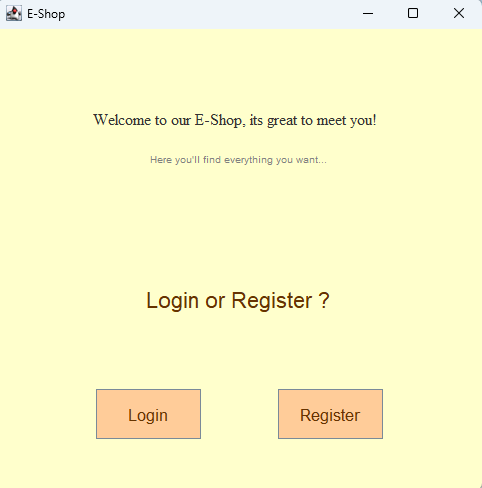 E-Shop
Welcome to our E-Shop, its great to meet you!
Here you'll find everything you want...
Login or Register ?
Login
Register